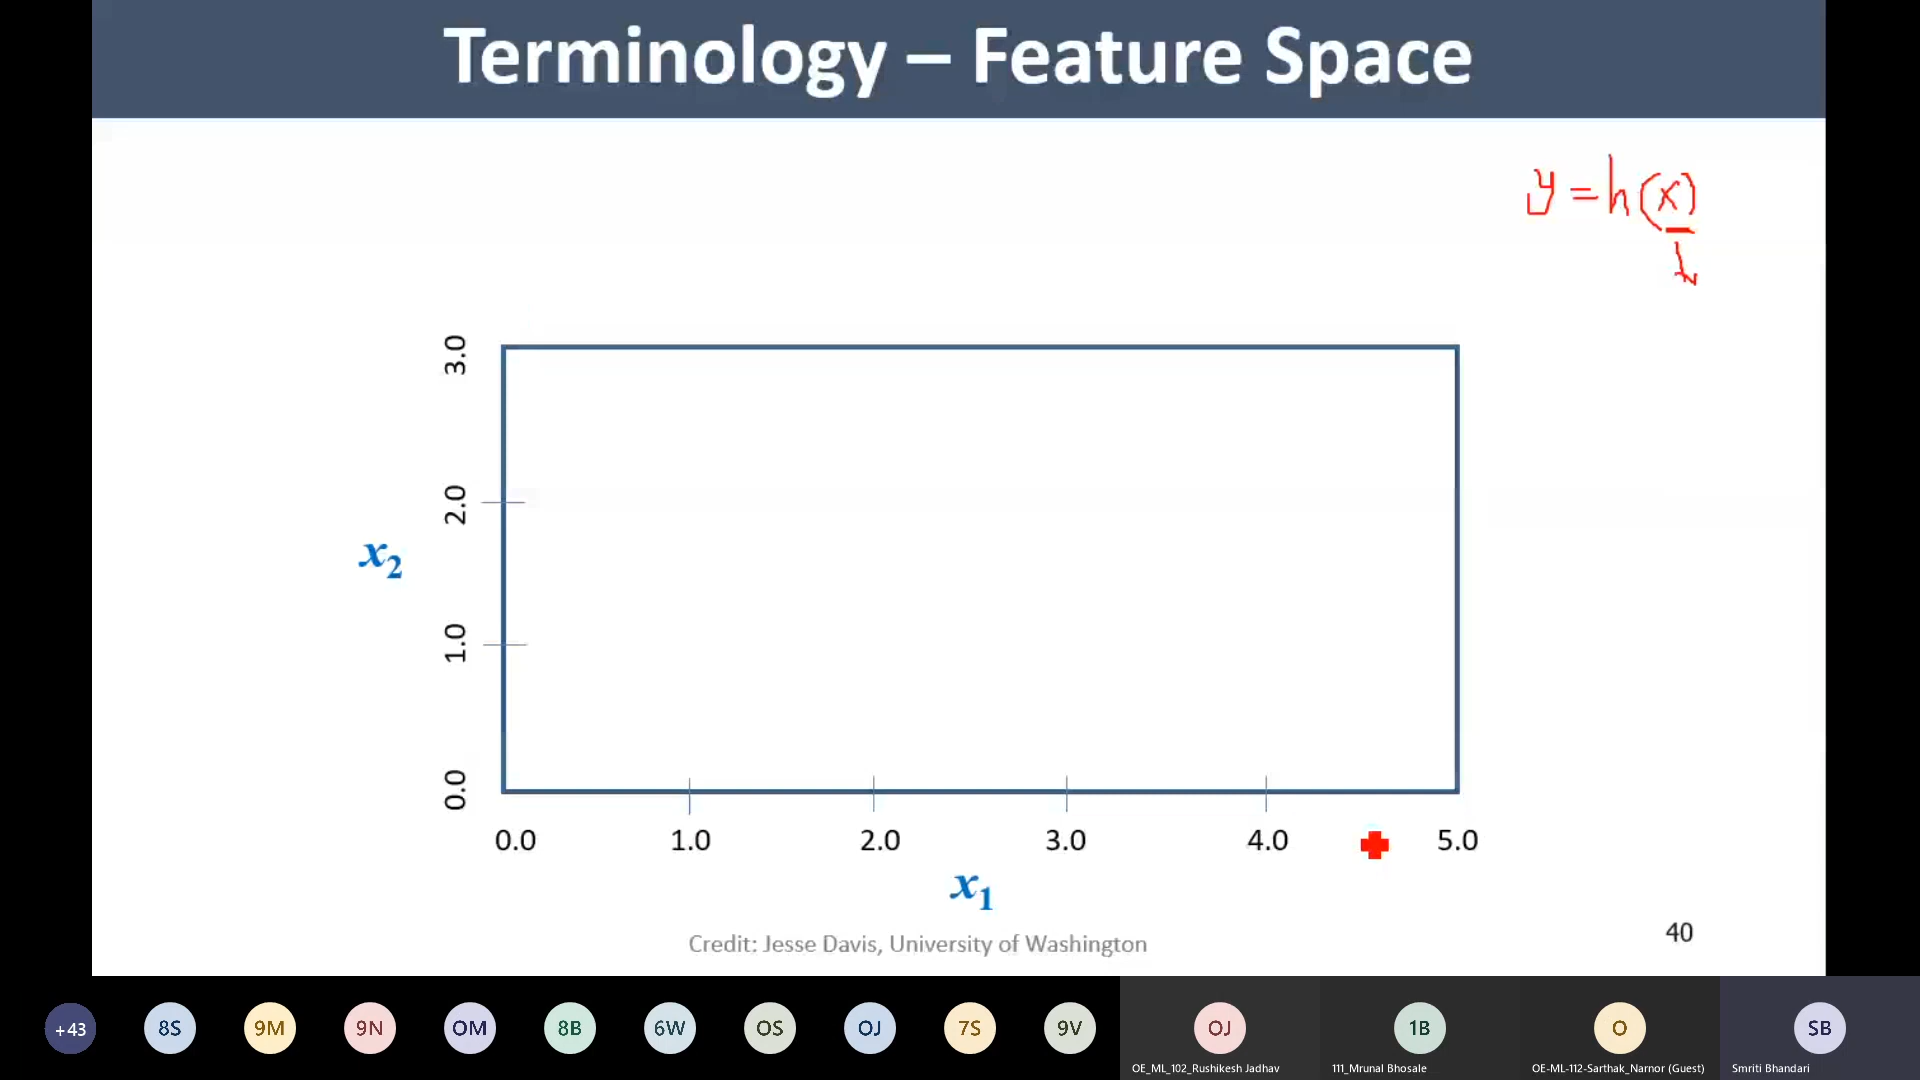 Terminology – Feature Space
y = h(x)
3.0
2.0
x2
1.0
0.0
0.0 1.0 2.0 3.0 4.0 5.0
x1
Credit: Jesse Davis, University of Washington
40
+43 8S 9M 9N OM 8B 6W OS OJ 7S 9V OJ 1B O SB
OE_ML_102_Rushikesh Jadhav 111_Mrunal Bhosale OE-ML-112-Sarthak_Narnor (Guest) Smriti Bhandari